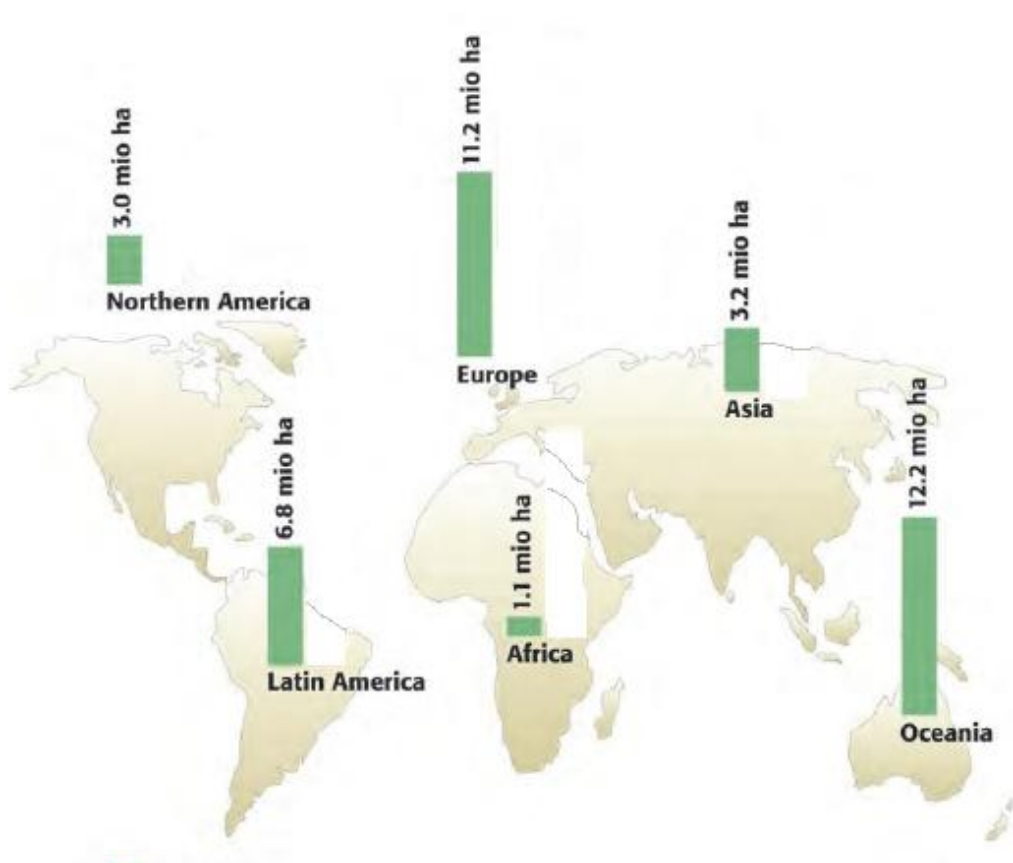 3.0 mio ha
Northern America
11.2 mio ha
Europe
3.2 mio ha
Asia
6.8 mio ha
Latin America
1.1 mio ha
Africa
12.2 mio ha
Oceania